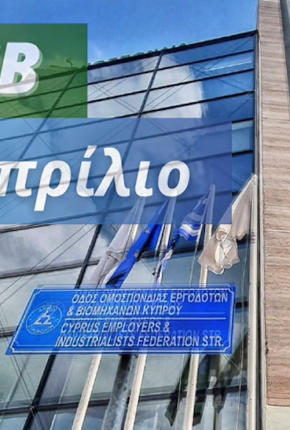 Β
πρίλιο
ΟΔΟΣ ΟΜΟΣΠΟΝΔΙΑΣ ΕΡΓΟΔΟΤΩΝ
& ΒΙΟΜΗΧΑΝΩΝ ΚΥΠΡΟΥ
CYPRUS EMPLOYERS &
INDUSTRIALISTS FEDERATION STR.